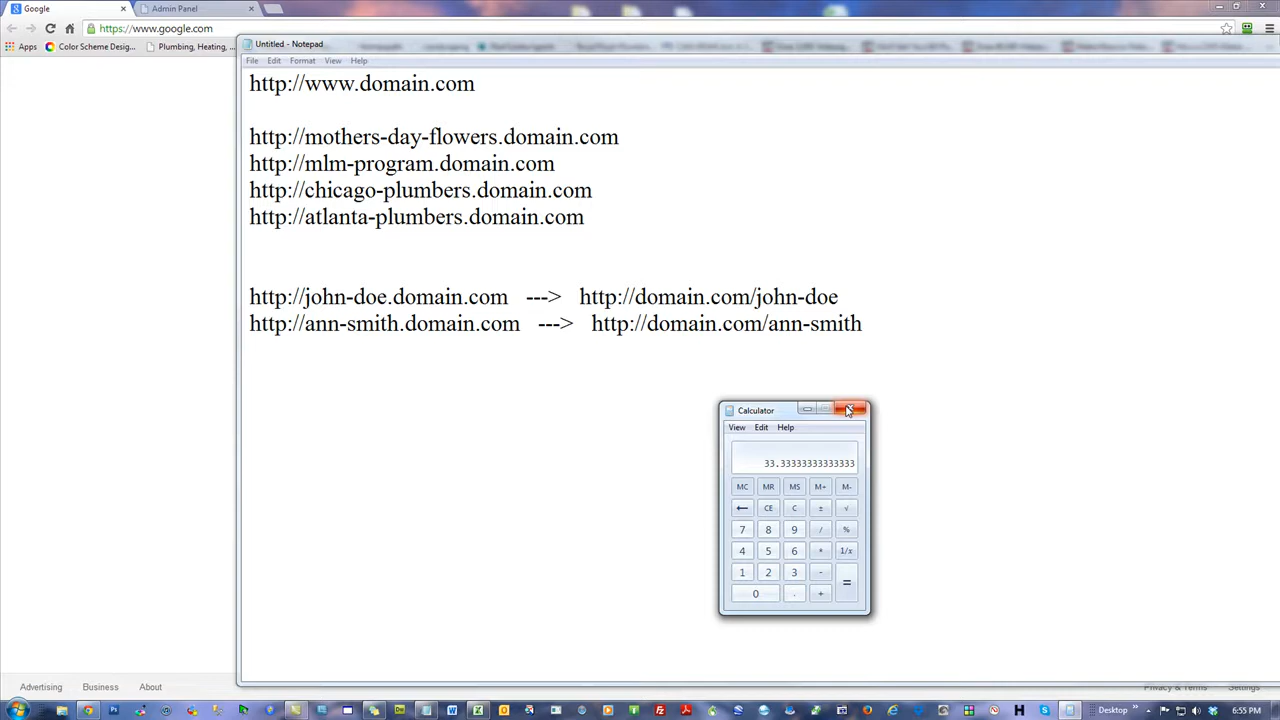 Google
Admin Panel
https://www.google.com
Apps
Color Scheme Desig...
Plumbing, Heating, ...
Untitled - Notepad
File Edit Format View Help
http://www.domain.com
http://mothers-day-flowers.domain.com
http://mlm-program.domain.com
http://chicago-plumbers.domain.com
http://atlanta-plumbers.domain.com
http://john-doe.domain.com ---> http://domain.com/john-doe
http://ann-smith.domain.com ---> http://domain.com/ann-smith
Calculator
View Edit Help
33.33333333333333
MC MR MS M+ M-
← CE C ± √
7 8 9 / %
4 5 6 * 1/x
1 2 3 - =
0 . +
Advertising Business About
Privacy & Terms Settings
Desktop
6:55 PM